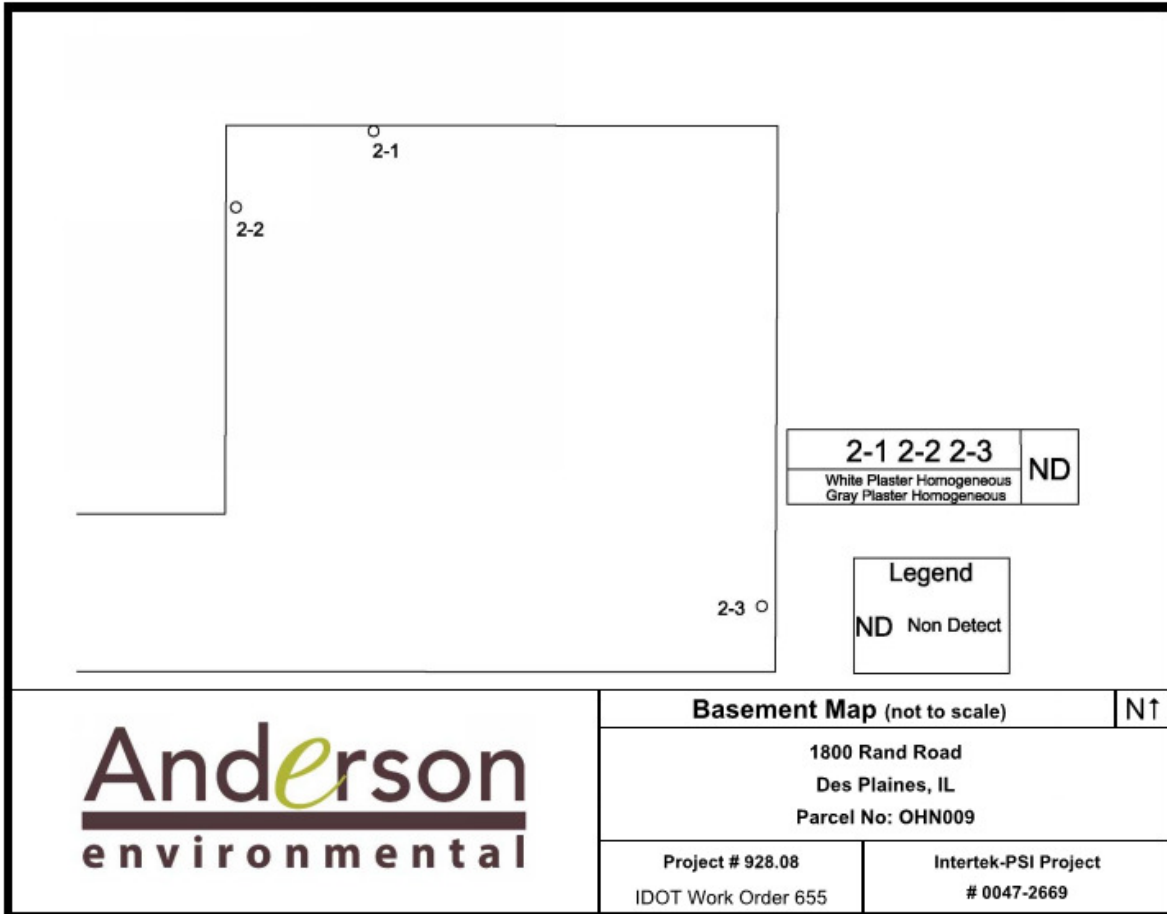 2-1
2-2
2-1 2-2 2-3
ND
White Plaster Homogeneous
Gray Plaster Homogeneous
Legend
ND Non Detect
2-3
Anderson
environmental
Basement Map (not to scale)
N↑
1800 Rand Road
Des Plaines, IL
Parcel No: OHN009
Project # 928.08
IDOT Work Order 655
Intertek-PSI Project
# 0047-2669